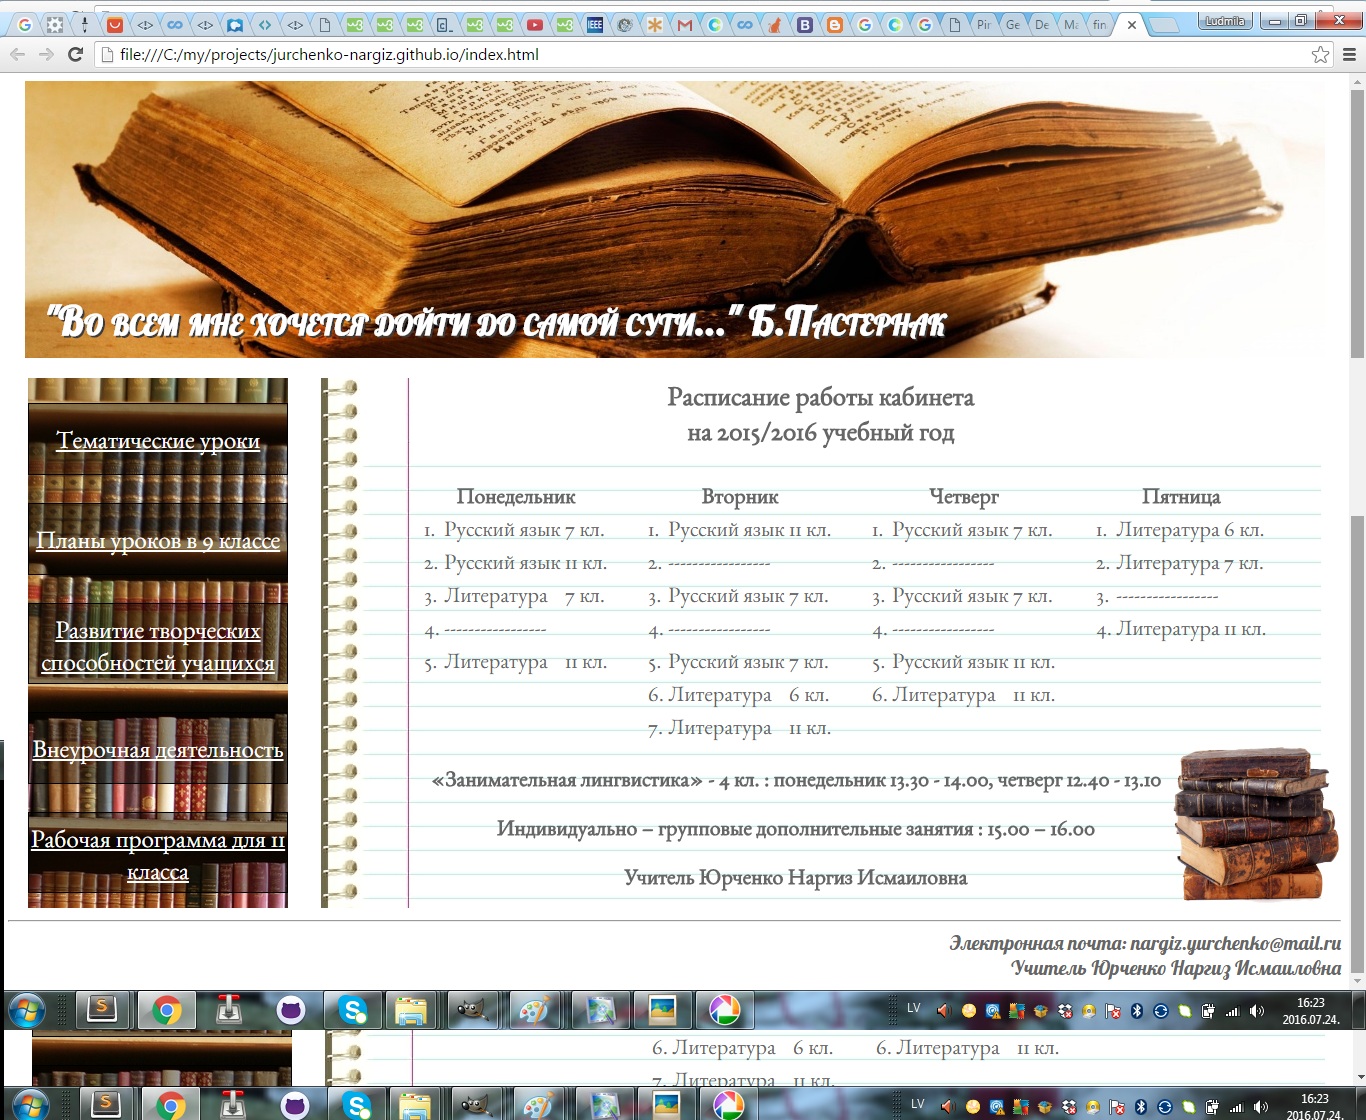 Pir
Ge
De
Ma
fin
Ludmila
file:///C:/my/projects/jurchenko-nargiz.github.io/index.html
"Во всем мне хочется дойти до самой сути..." Б.Пастернак
Тематические уроки
Планы уроков в 9 классе
Развитие творческих
способностей учащихся
Внеурочная деятельность
Рабочая программа для 11
класса
Расписание работы кабинета
на 2015/2016 учебный год
Понедельник Вторник Четверг Пятница
1. Русский язык 7 кл. 1. Русский язык 11 кл. 1. Русский язык 7 кл. 1. Литература 6 кл.
2. Русский язык 11 кл. 2. ----------------- 2. ----------------- 2. Литература 7 кл.
3. Литература 7 кл. 3. Русский язык 7 кл. 3. Русский язык 7 кл. 3. -----------------
4. ----------------- 4. ----------------- 4. ----------------- 4. Литература 11 кл.
5. Литература 11 кл. 5. Русский язык 7 кл. 5. Русский язык 11 кл.
6. Литература 6 кл. 6. Литература 11 кл.
7. Литература 11 кл.
«Занимательная лингвистика» - 4 кл. : понедельник 13.30 - 14.00, четверг 12.40 - 13.10
Индивидуально – групповые дополнительные занятия : 15.00 – 16.00
Учитель Юрченко Наргиз Исмаиловна
Электронная почта: nargiz.yurchenko@mail.ru
Учитель Юрченко Наргиз Исмаиловна
LV
16:23
2016.07.24.
6. Литература 6 кл. 6. Литература 11 кл.
7. Литература 11 кл.
LV
16:23
2016.07.24.